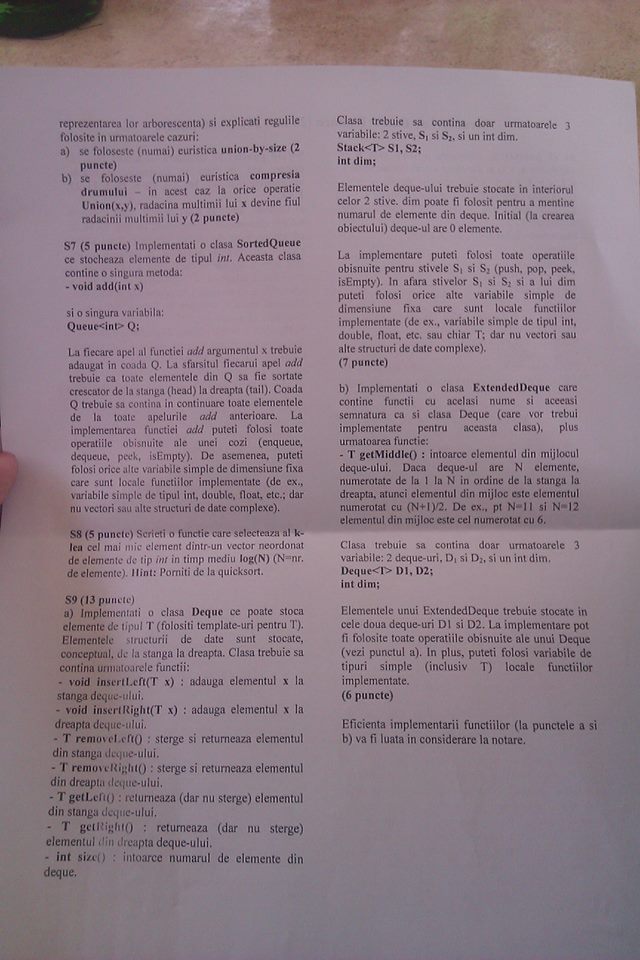 reprezentarea lor arborescenta) si explicati regulile
folosite in urmatoarele cazuri:
a) se foloseste (numai) euristica union-by-size (2
puncte)
b) se foloseste (numai) euristica compresia
drumului – in acest caz la orice operatie
Union(x,y), radacina multimii lui x devine fiul
radacinii multimii lui y (2 puncte)
S7 (5 puncte) Implementati o clasa SortedQueue
ce stocheaza elemente de tipul int. Aceasta clasa
contine o singura metoda:
- void add(int x)
si o singura variabila:
Queue<int> Q;
La fiecare apel al functiei add argumentul x trebuie
adaugat in coada Q. La sfarsitul fiecarui apel add
trebuie ca toate elementele din Q sa fie sortate
crescator de la stanga (head) la dreapta (tail). Coada
Q trebuie sa contina in continuare toate elementele
de la toate apelurile add anterioare. La
implementarea functiei add puteti folosi toate
operatiile obisnuite ale unei cozi (enqueue,
dequeue, peek, isEmpty). De asemenea, puteti
folosi orice alte variabile simple de dimensiune fixa
care sunt locale functiilor implementate (de ex.,
variabile simple de tipul int, double, float, etc.; dar
nu vectori sau alte structuri de date complexe).
S8 (5 puncte) Scrieti o functie care selecteaza al k-
lea cel mai mic element dintr-un vector neordonat
de elemente de tip int in timp mediu log(N) (N=nr.
de elemente). Hint: Porniti de la quicksort.
S9 (13 puncte)
a) Implementati o clasa Deque ce poate stoca
elemente de tipul T (folositi template-uri pentru T).
Elementele structurii de date sunt stocate,
conceptual, de la stanga la dreapta. Clasa trebuie sa
contina urmatoarele functii:
- void insertLeft(T x) : adauga elementul x la
stanga deque-ului.
- void insertRight(T x) : adauga elementul x la
dreapta deque-ului.
- T removeLeft() : sterge si returneaza elementul
din stanga deque-ului.
- T removeRight() : sterge si returneaza elementul
din dreapta deque-ului.
- T getLeft() : returneaza (dar nu sterge) elementul
din stanga deque-ului.
- T getRight() : returneaza (dar nu sterge)
elementul din dreapta deque-ului.
- int size() : intoarce numarul de elemente din
deque.
Clasa trebuie sa contina doar urmatoarele 3
variabile: 2 stive, S1 si S2, si un int dim.
Stack<T> S1, S2;
int dim;
Elementele deque-ului trebuie stocate in interiorul
celor 2 stive. dim poate fi folosit pentru a mentine
numarul de elemente din deque. Initial (la crearea
obiectului) deque-ul are 0 elemente.
La implementare puteti folosi toate operatiile
obisnuite pentru stivele S1 si S2 (push, pop, peek,
isEmpty). In afara stivelor S1 si S2 si a lui dim
puteti folosi orice alte variabile simple de
dimensiune fixa care sunt locale functiilor
implementate (de ex., variabile simple de tipul int,
double, float, etc. sau chiar T; dar nu vectori sau
alte structuri de date complexe).
(7 puncte)
b) Implementati o clasa ExtendedDeque care
contine functii cu acelasi nume si aceeasi
semnatura ca si clasa Deque (care vor trebui
implementate pentru aceasta clasa), plus
urmatoarea functie:
- T getMiddle() : intoarce elementul din mijlocul
deque-ului. Daca deque-ul are N elemente,
numerotate de la 1 la N in ordine de la stanga la
dreapta, atunci elementul din mijloc este elementul
numerotat cu (N+1)/2. De ex., pt N=11 si N=12
elementul din mijloc este cel numerotat cu 6.
Clasa trebuie sa contina doar urmatoarele 3
variabile: 2 deque-uri, D1 si D2, si un int dim.
Deque<T> D1, D2;
int dim;
Elementele unui ExtendedDeque trebuie stocate in
cele doua deque-uri D1 si D2. La implementare pot
fi folosite toate operatiile obisnuite ale unui Deque
(vezi punctul a). In plus, puteti folosi variabile de
tipuri simple (inclusiv T) locale functiilor
implementate.
(6 puncte)
Eficienta implementarii functiilor (la punctele a si
b) va fi luata in considerare la notare.